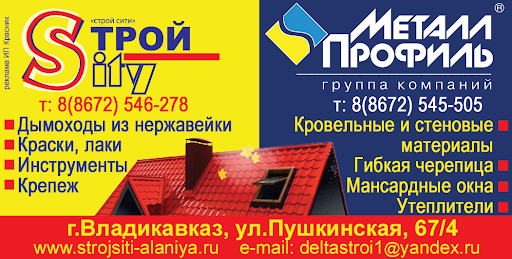 реклама ИП Красник
«строй сити»
SТРОЙ
Sity
т: 8(8672) 546-278
Дымоходы из нержавейки
Краски, лаки
Инструменты
Крепеж
®
МЕТАЛЛ
ПРОФИЛЬ
группа компаний
т: 8(8672) 545-505
Кровельные и стеновые
материалы
Гибкая черепица
Мансардные окна
Утеплители
г.Владикавказ, ул.Пушкинская, 67/4
www.strojsiti-alaniya.ru e-mail: deltastroi1@yandex.ru